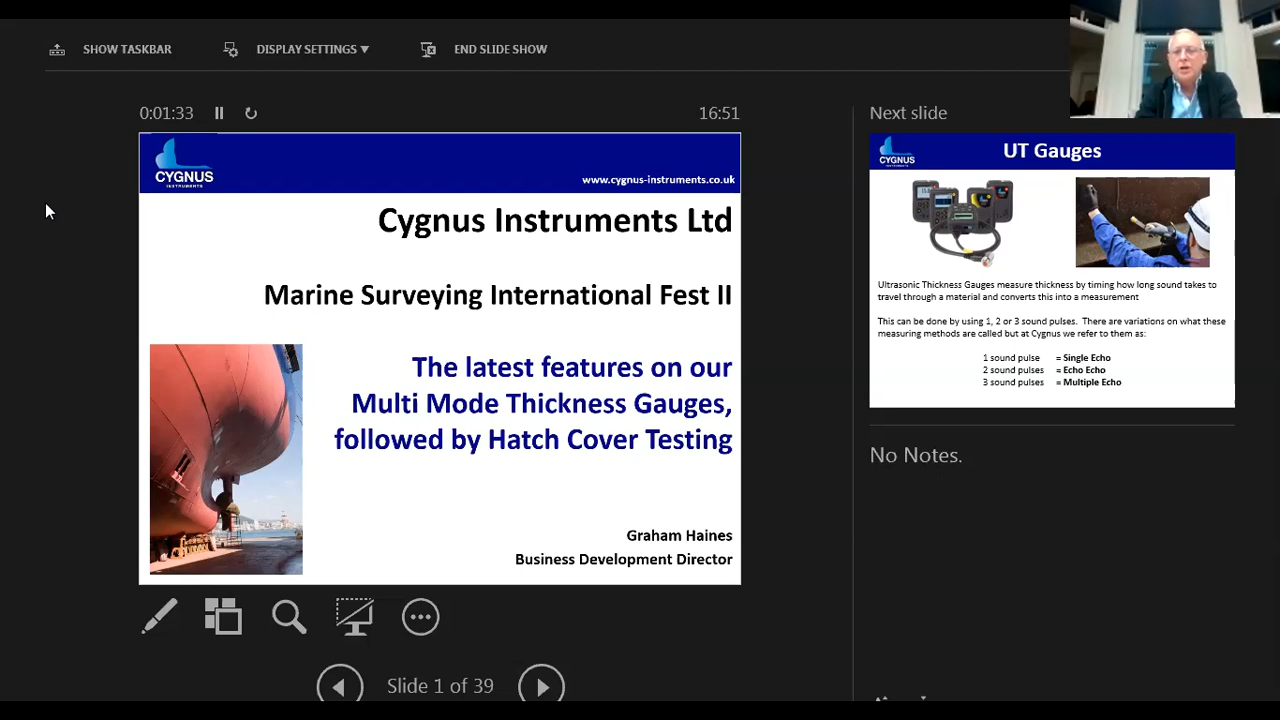 SHOW TASKBAR
DISPLAY SETTINGS
END SLIDE SHOW
0:01:33
16:51
CYGNUS
INSTRUMENTS
www.cygnus-instruments.co.uk
Cygnus Instruments Ltd
Marine Surveying International Fest II
The latest features on our
Multi Mode Thickness Gauges,
followed by Hatch Cover Testing
Graham Haines
Business Development Director
Slide 1 of 39
Next slide
CYGNUS
INSTRUMENTS
UT Gauges
Ultrasonic Thickness Gauges measure thickness by timing how long sound takes to
travel through a material and converts this into a measurement
This can be done by using 1, 2 or 3 sound pulses. There are variations on what these
measuring methods are called but at Cygnus we refer to them as:
1 sound pulse = Single Echo
2 sound pulses = Echo Echo
3 sound pulses = Multiple Echo
No Notes.